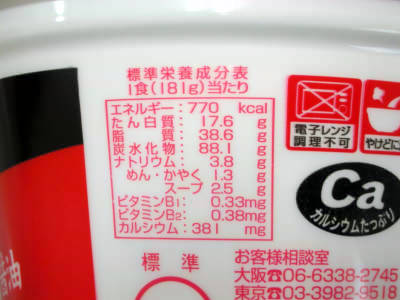 標準栄養成分表
1食(181g)当たり
エネルギー:770 kcal
たん白質:17.6 g
脂質:38.6 g
炭水化物:88.1 g
ナトリウム:3.8 g
めん・かやく:1.3 g
スープ 2.5 g
ビタミンB1:0.33mg
ビタミンB2:0.38mg
カルシウム:381 mg
電子レンジ
調理不可
やけどに
Ca
カルシウムたっぷり
標準
お客様相談室
大阪☎06-6338-2745
東京☎03-3982-9518
油